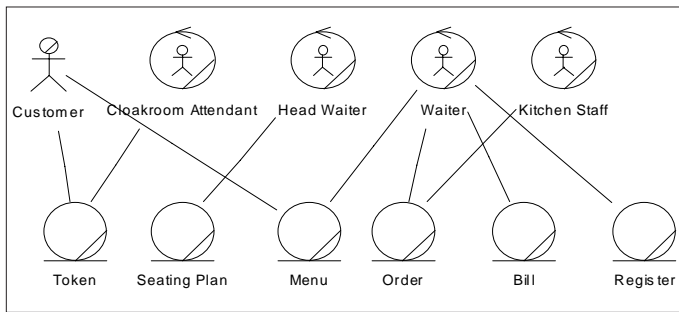 Customer
Cloakroom Attendant
Head Waiter
Waiter
Kitchen Staff
Token
Seating Plan
Menu
Order
Bill
Register